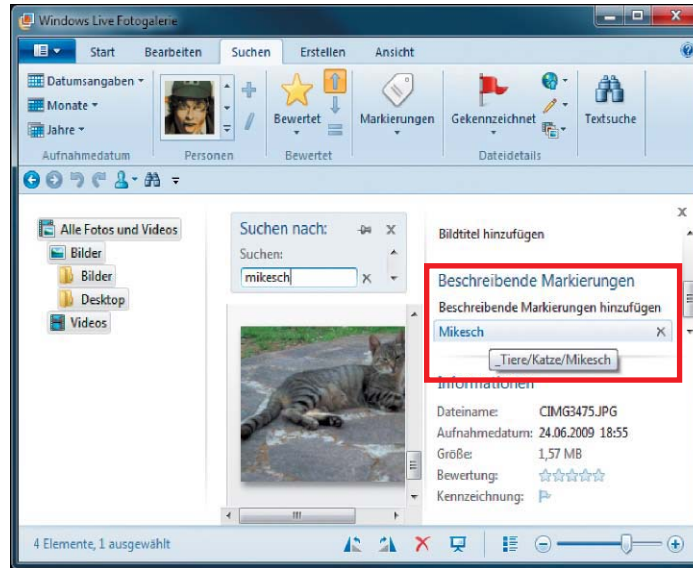 Windows Live Fotogalerie
Start Bearbeiten Suchen Erstellen Ansicht
Datumsangaben
Monate
Jahre
Bewertet
Markierungen
Gekennzeichnet
Textsuche
Aufnahmedatum Personen Bewertet Dateidetails
Alle Fotos und Videos
Bilder
Bilder
Desktop
Videos
Suchen nach:
Suchen:
mikesch
Bildtitel hinzufügen
Beschreibende Markierungen
Beschreibende Markierungen hinzufügen
Mikesch
_Tiere/Katze/Mikesch
Informationen
Dateiname: CIMG3475.JPG
Aufnahmedatum: 24.06.2009 18:55
Größe: 1,57 MB
Bewertung:
Kennzeichnung:
4 Elemente, 1 ausgewählt